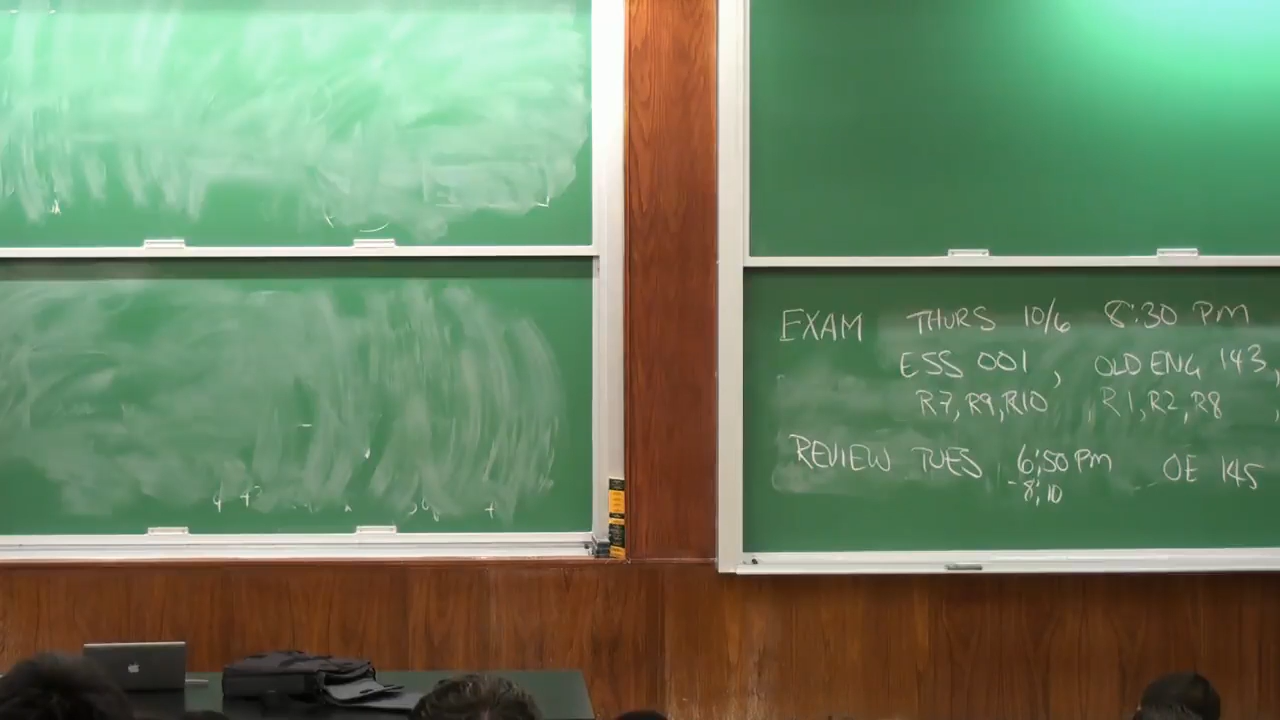 EXAM THURS 10/6 8:30 PM
ESS 001, OLD ENG 143,
R7, R9, R10 R1, R2, R8,
REVIEW TUES 6:50 PM OE 145
-8:10